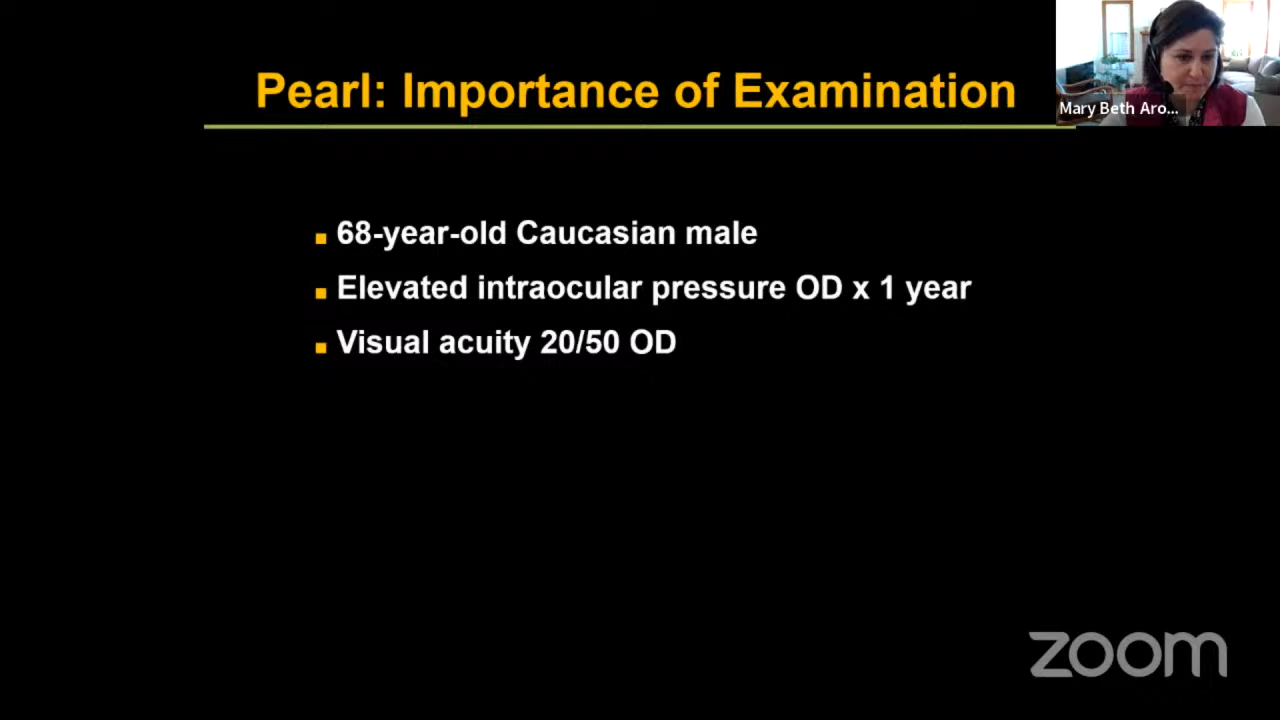 Pearl: Importance of Examination
Mary Beth Aro...
68-year-old Caucasian male
Elevated intraocular pressure OD x 1 year
Visual acuity 20/50 OD
zoom